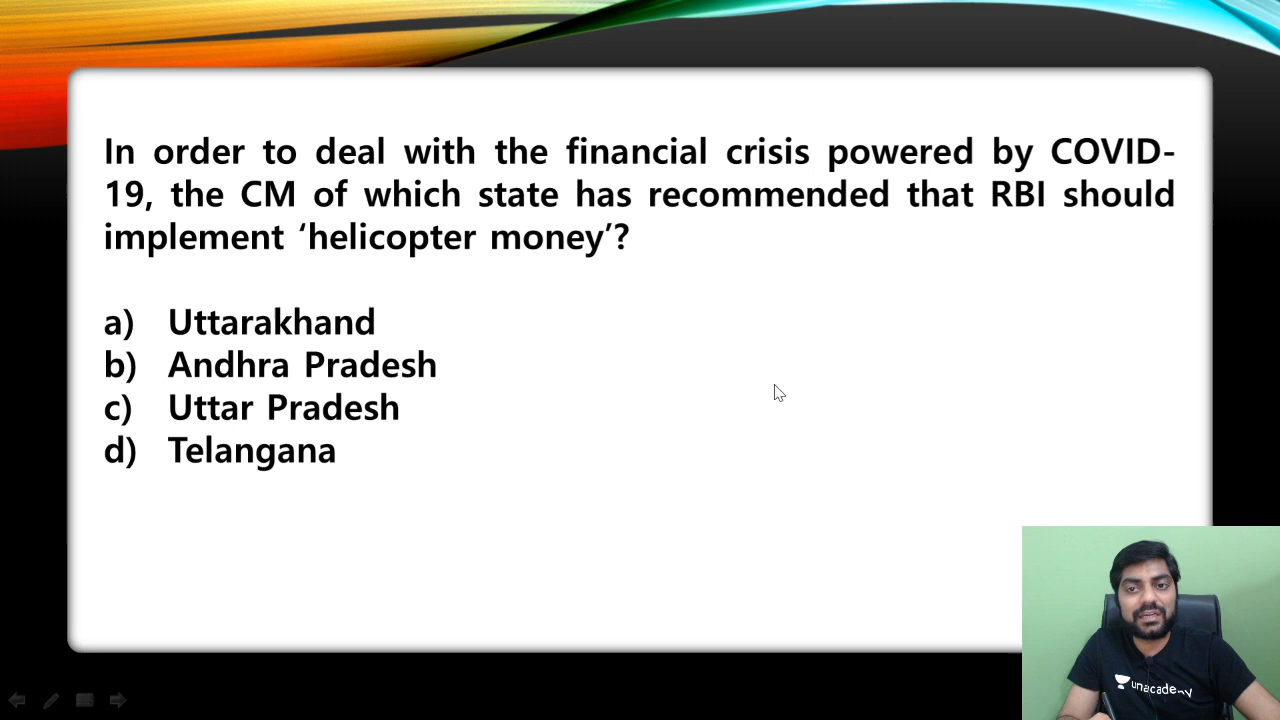 In order to deal with the financial crisis powered by COVID-
19, the CM of which state has recommended that RBI should
implement ‘helicopter money’?
a) Uttarakhand
b) Andhra Pradesh
c) Uttar Pradesh
d) Telangana
unacademy